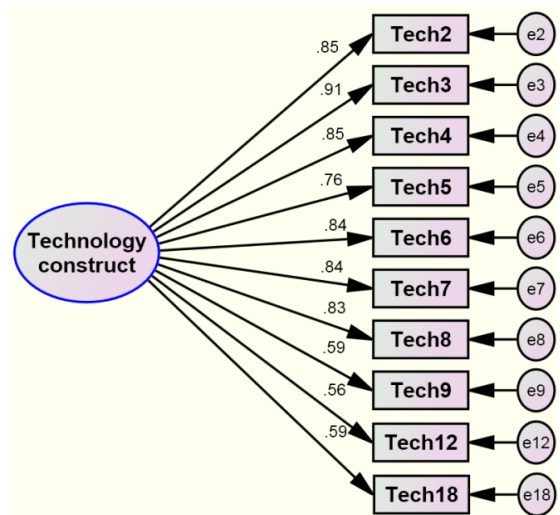 Technology
construct
.85
Tech2
e2
.91
Tech3
e3
.85
Tech4
e4
.76
Tech5
e5
.84
Tech6
e6
.84
Tech7
e7
.83
Tech8
e8
.59
Tech9
e9
.56
Tech12
e12
.59
Tech18
e18